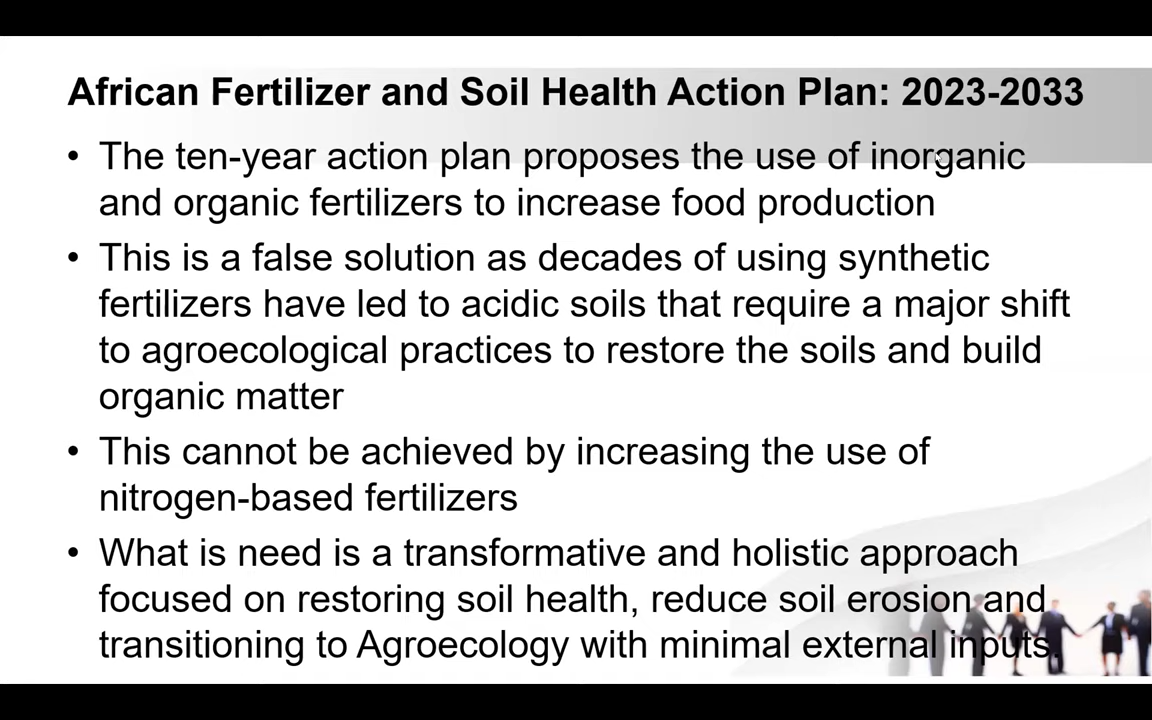 African Fertilizer and Soil Health Action Plan: 2023-2033
• The ten-year action plan proposes the use of inorganic
and organic fertilizers to increase food production
• This is a false solution as decades of using synthetic
fertilizers have led to acidic soils that require a major shift
to agroecological practices to restore the soils and build
organic matter
• This cannot be achieved by increasing the use of
nitrogen-based fertilizers
• What is need is a transformative and holistic approach
focused on restoring soil health, reduce soil erosion and
transitioning to Agroecology with minimal external inputs.